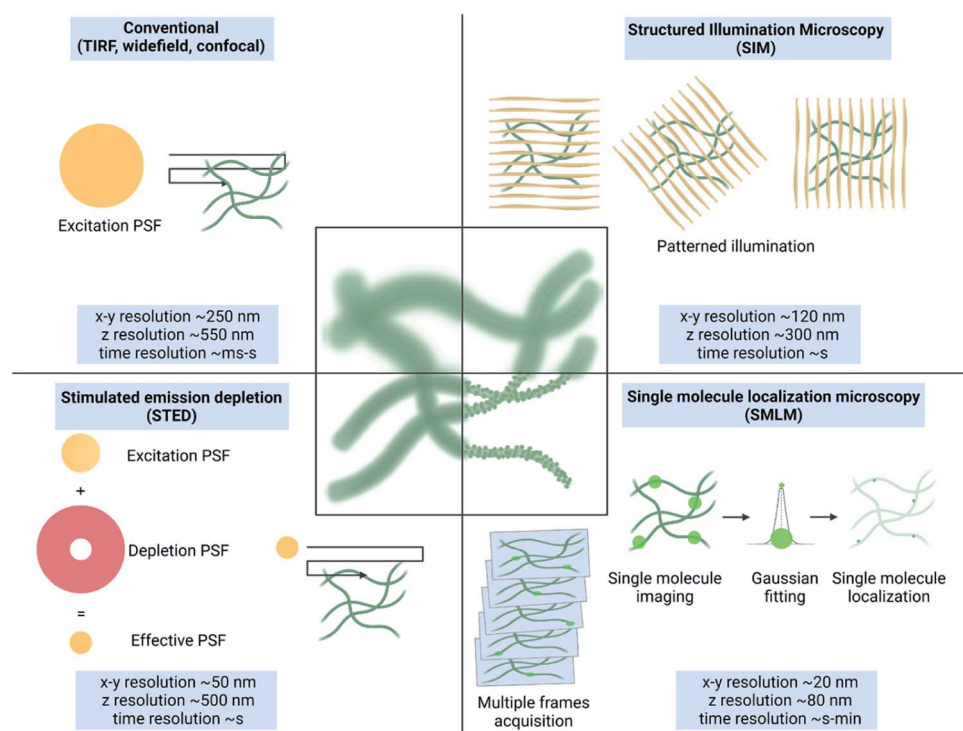 Conventional
(TIRF, widefield, confocal)
Excitation PSF
x-y resolution ~250 nm
z resolution ~550 nm
time resolution ~ms-s
Structured Illumination Microscopy
(SIM)
Patterned illumination
x-y resolution ~120 nm
z resolution ~300 nm
time resolution ~s
Stimulated emission depletion
(STED)
Excitation PSF
+
Depletion PSF
=
Effective PSF
x-y resolution ~50 nm
z resolution ~500 nm
time resolution ~s
Single molecule localization microscopy
(SMLM)
Single molecule
imaging
Gaussian
fitting
Single molecule
localization
Multiple frames
acquisition
x-y resolution ~20 nm
z resolution ~80 nm
time resolution ~s-min